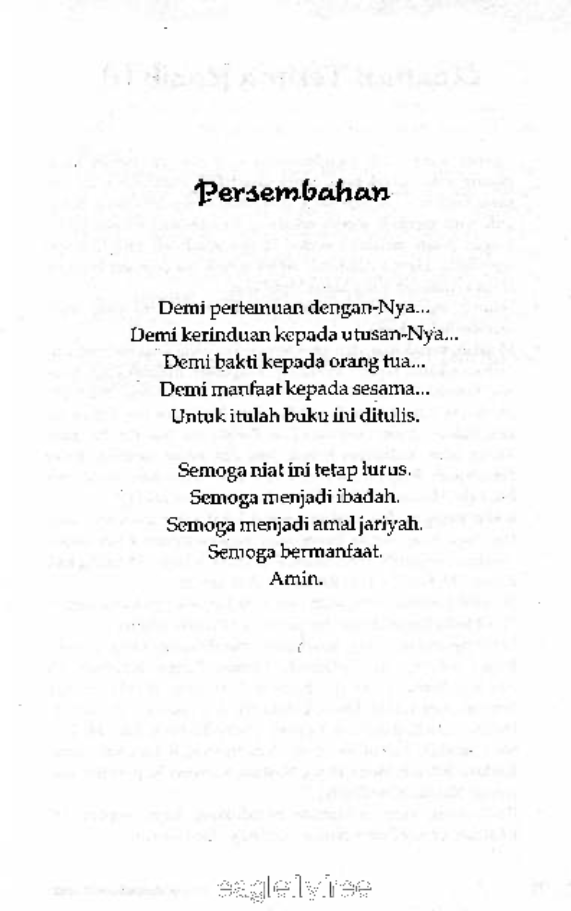 Persembahan
Demi pertemuan dengan-Nya...
Demi kerinduan kepada utusan-Nya...
Demi bakti kepada orang tua...
Demi manfaat kepada sesama...
Untuk itulah buku ini ditulis.
Semoga niat ini tetap lurus.
Semoga menjadi ibadah.
Semoga menjadi amal jariyah.
Semoga bermanfaat.
Amin.
eaglelyfree